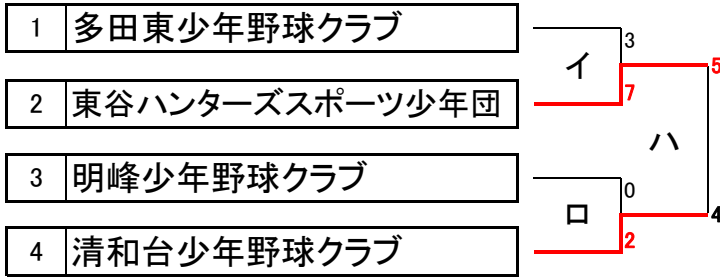 1 多田東少年野球クラブ
3
イ
5
7
2 東谷ハンターズスポーツ少年団
ハ
3 明峰少年野球クラブ
0
ロ
4
2
4 清和台少年野球クラブ